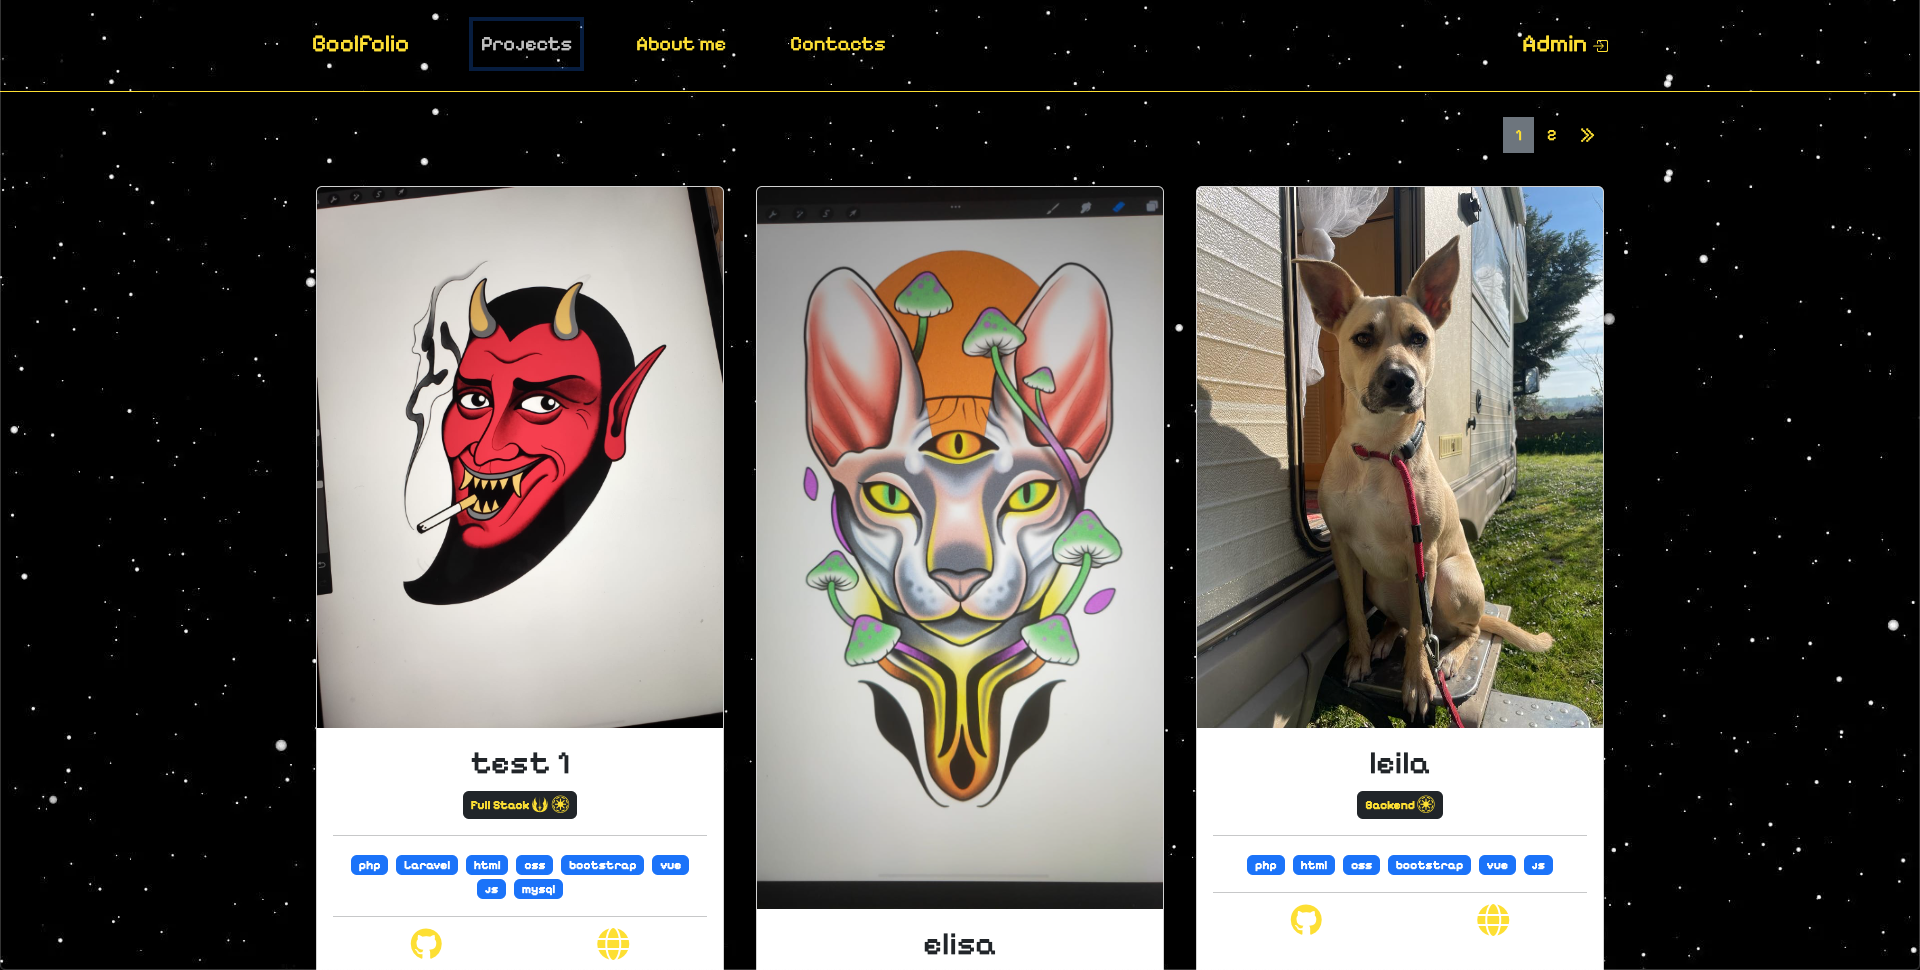 Boolfolio
Projects
About me
Contacts
Admin
1
2
test 1
Full Stack
php Laravel html css bootstrap vue
js mysql
elisa
leila
Backend
php html css bootstrap vue js